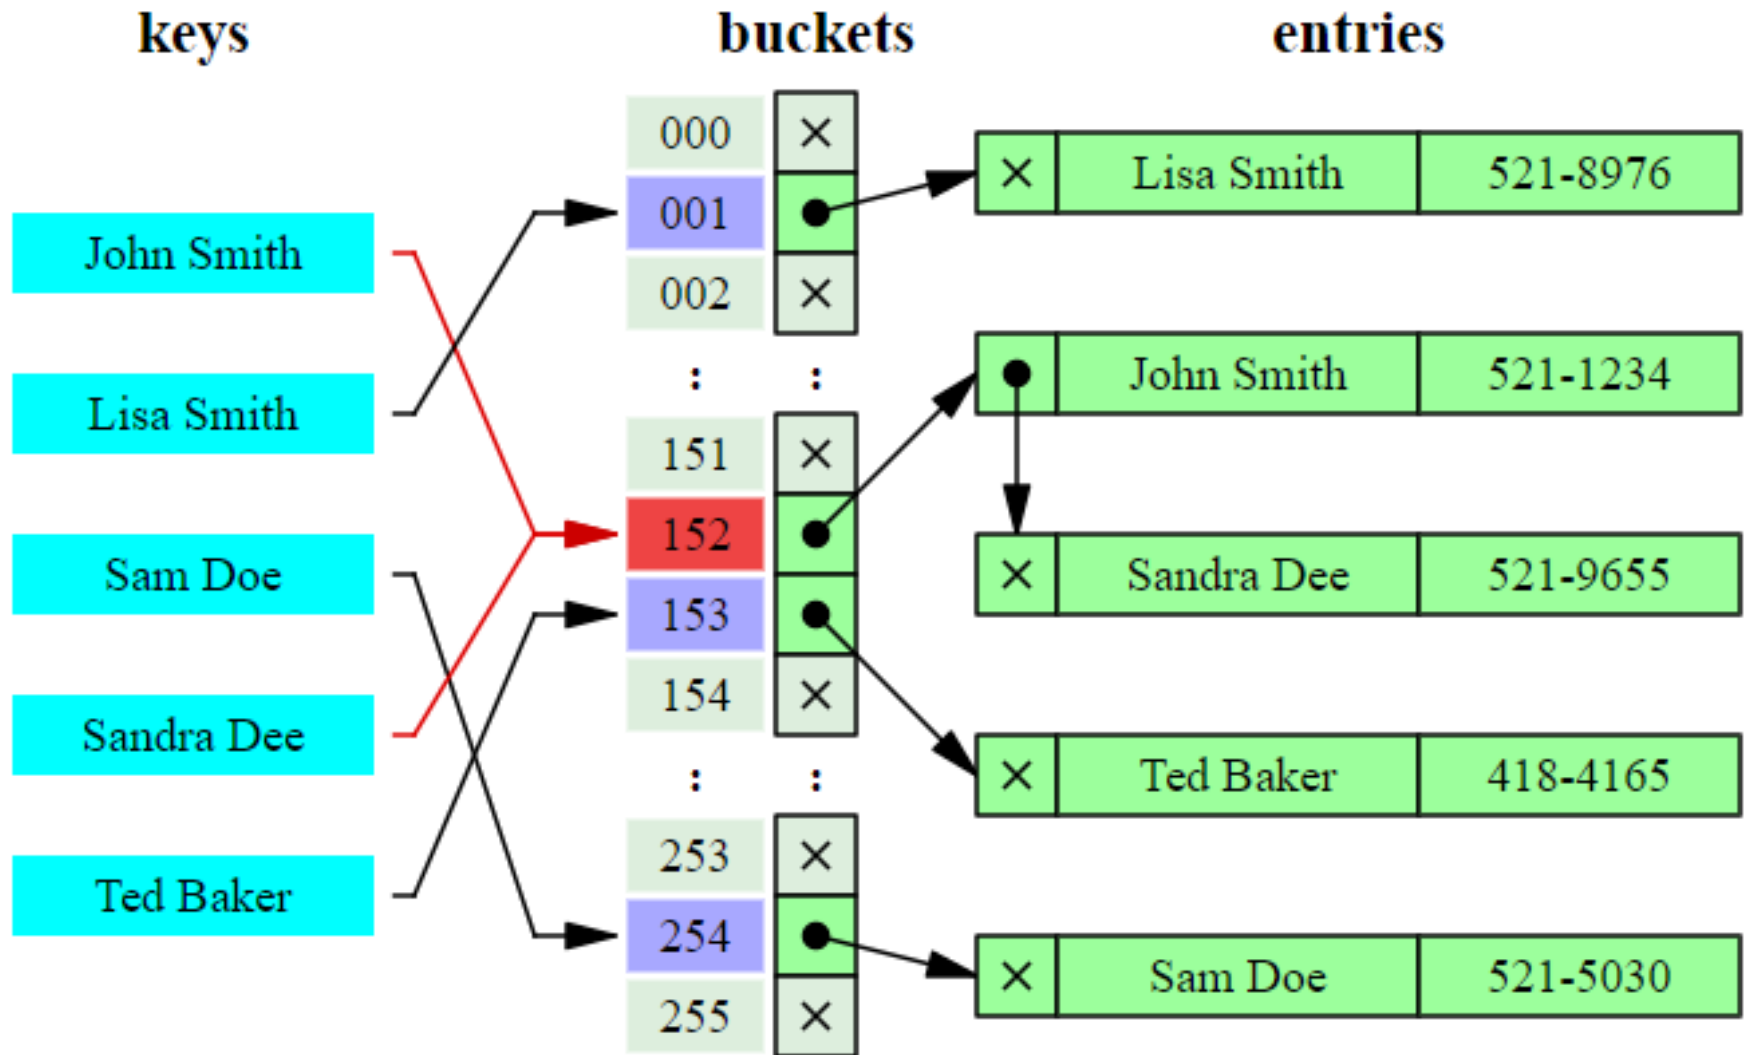 keys buckets entries
John Smith
Lisa Smith
Sam Doe
Sandra Dee
Ted Baker
000
001
002
:
:
151
152
153
154
:
:
253
254
255
Lisa Smith 521-8976
John Smith 521-1234
Sandra Dee 521-9655
Ted Baker 418-4165
Sam Doe 521-5030